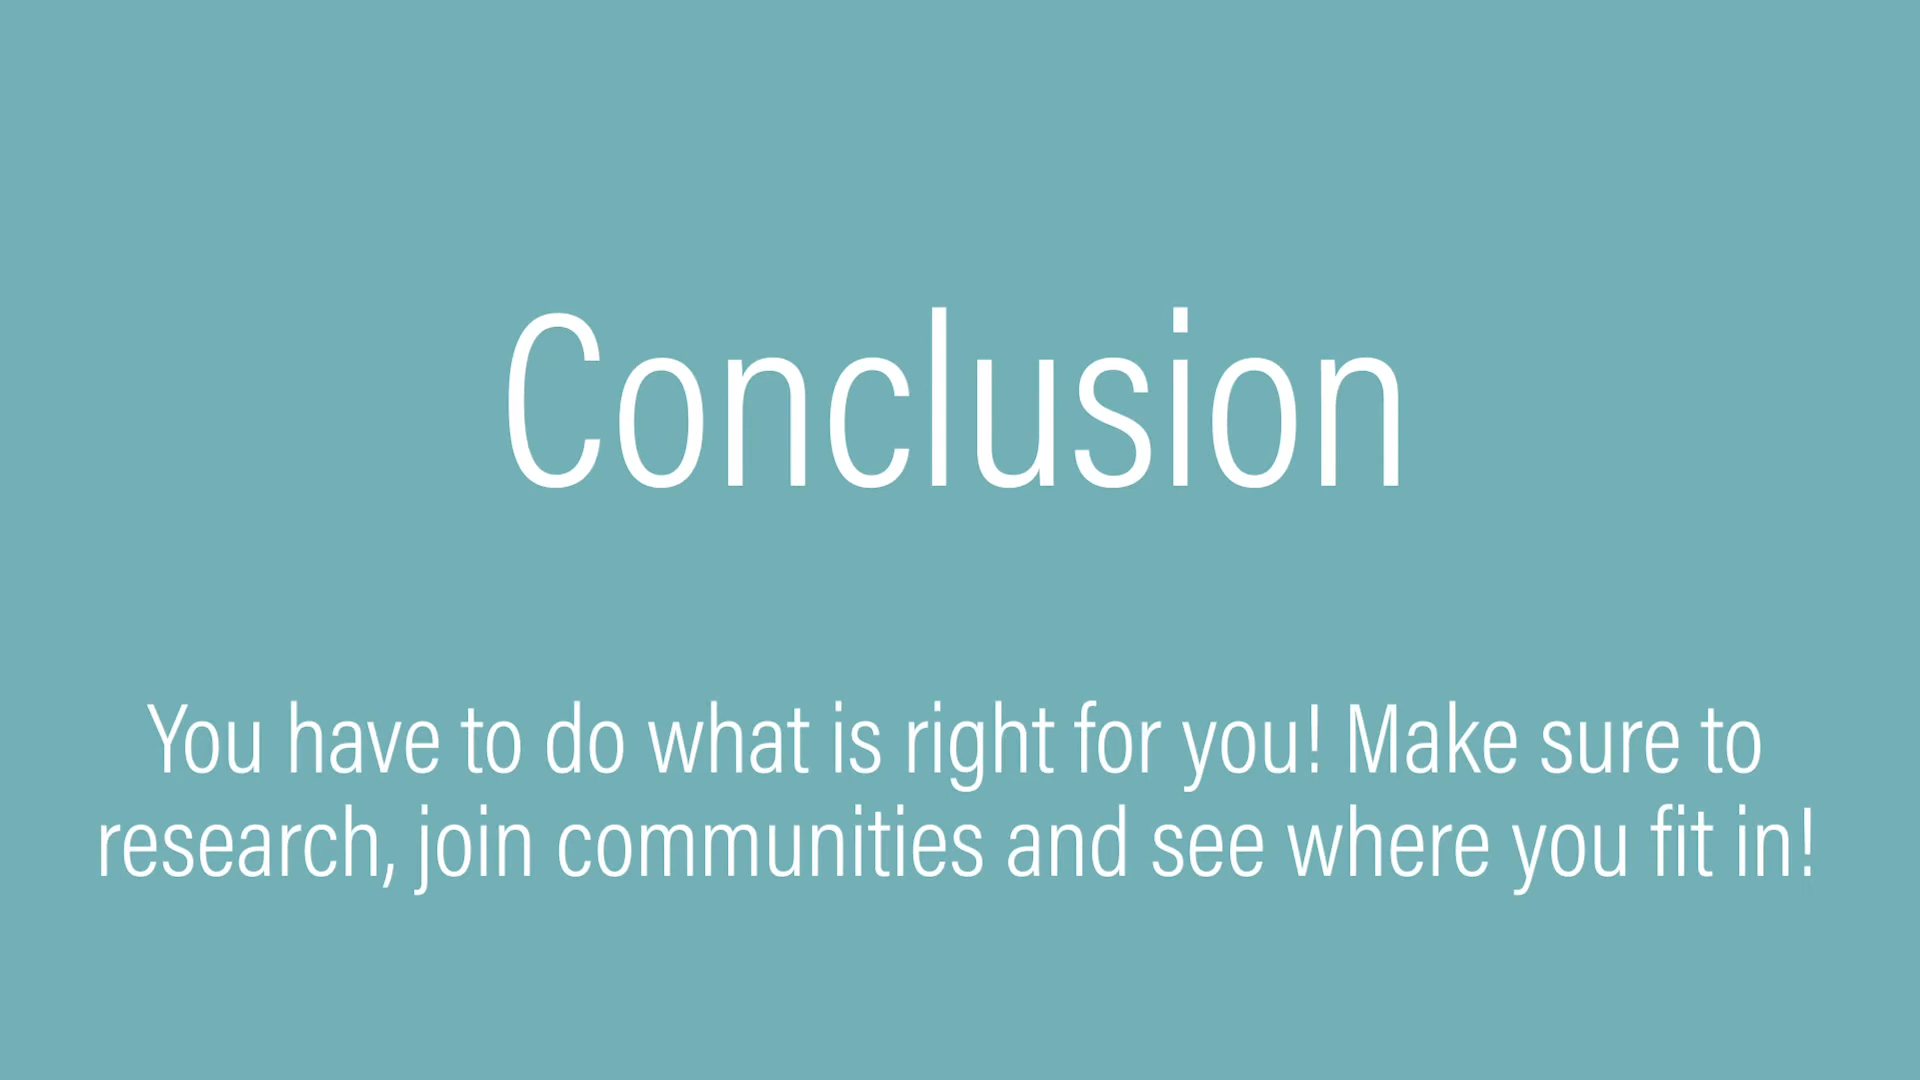 Conclusion
You have to do what is right for you! Make sure to
research, join communities and see where you fit in!